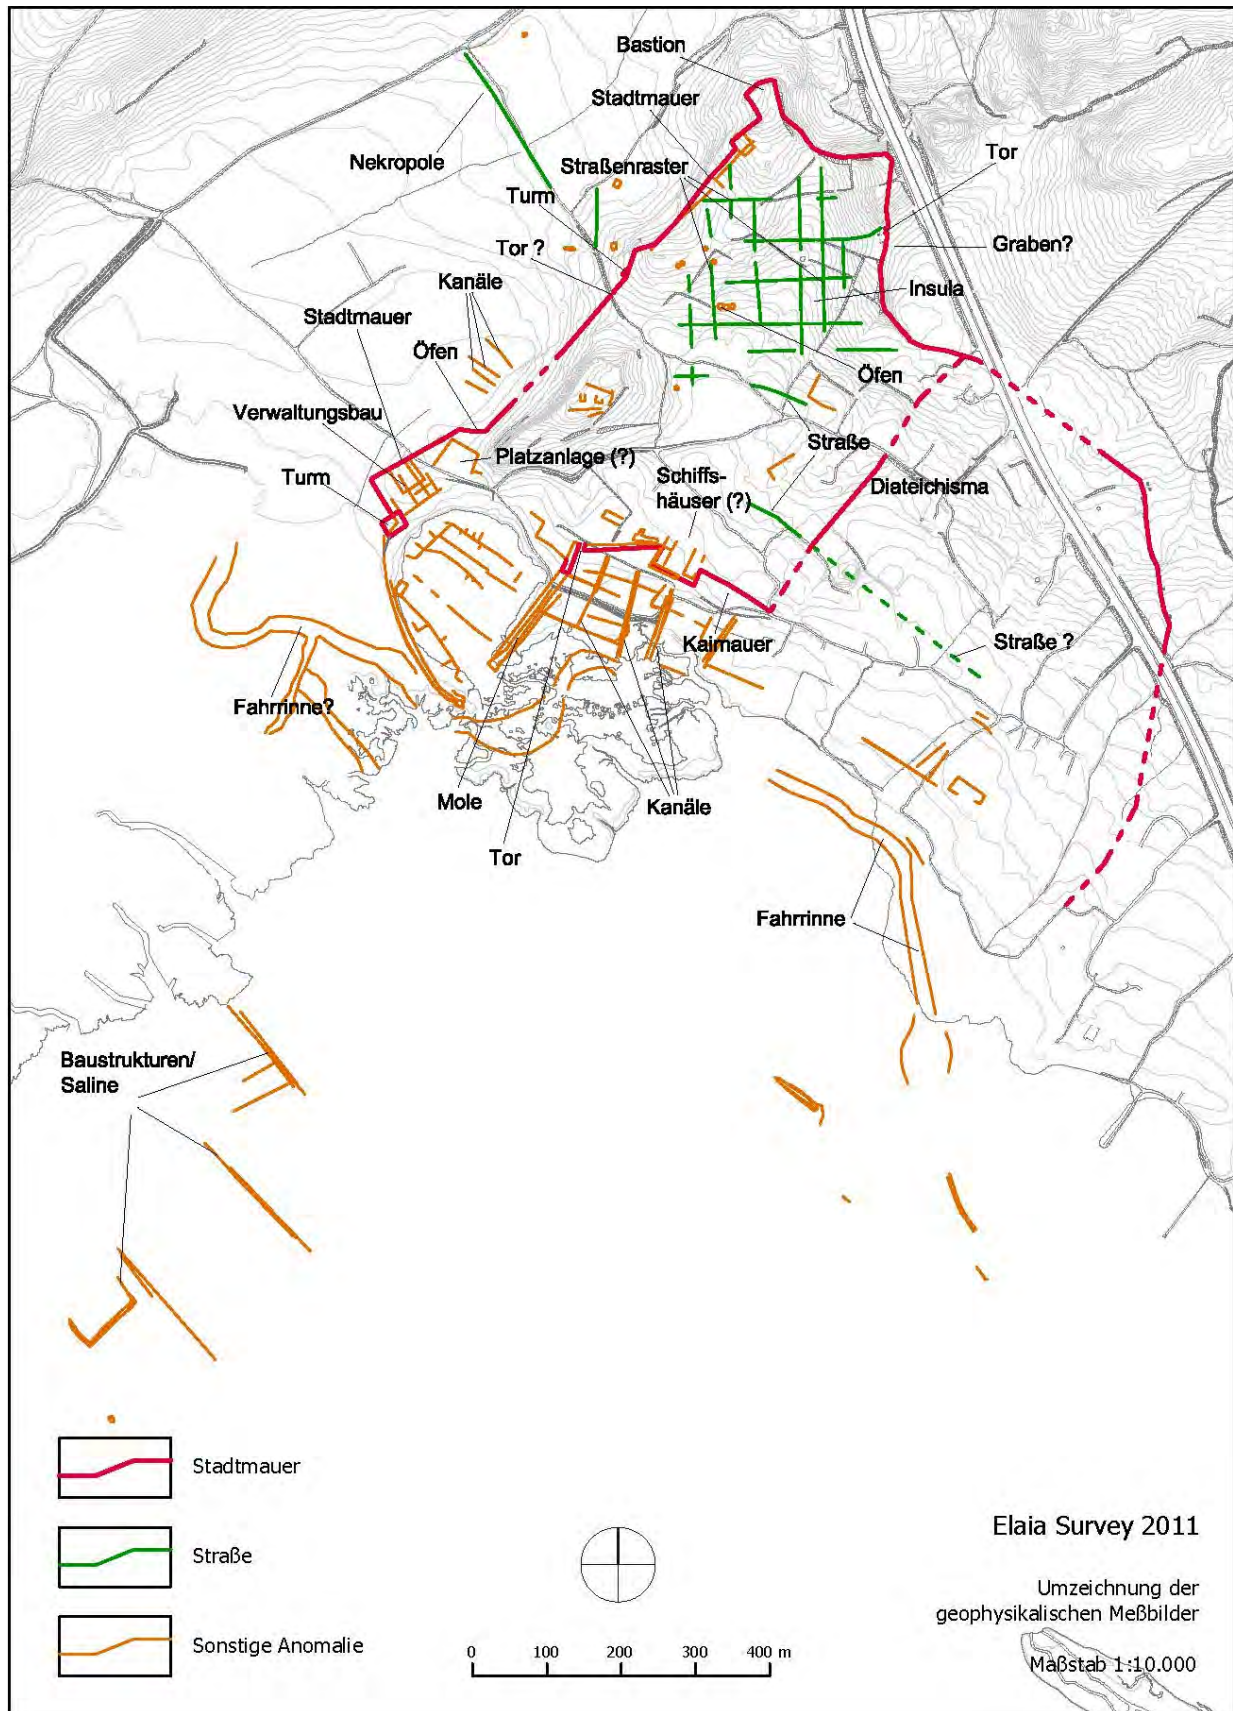 Bastion
Stadtmauer
Nekropole
Straßenraster
Tor
Turm
Tor ?
Graben?
Kanäle
Insula
Stadtmauer
Öfen
Öfen
Verwaltungsbau
Straße
Platzanlage (?)
Turm
Schiffs-
häuser (?)
Diateichisma
Kaimauer
Straße ?
Fahrrinne?
Mole
Kanäle
Tor
Fahrrinne
Baustrukturen/
Saline
Stadtmauer
Straße
Sonstige Anomalie
0 100 200 300 400 m
Elaia Survey 2011
Umzeichnung der
geophysikalischen Meßbilder
Maßstab 1:10.000